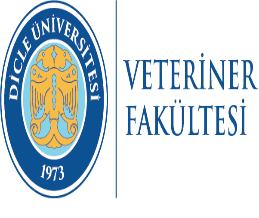 DİCLE ÜNİVERSİTESİ
1973
VETERİNER
FAKÜLTESİ